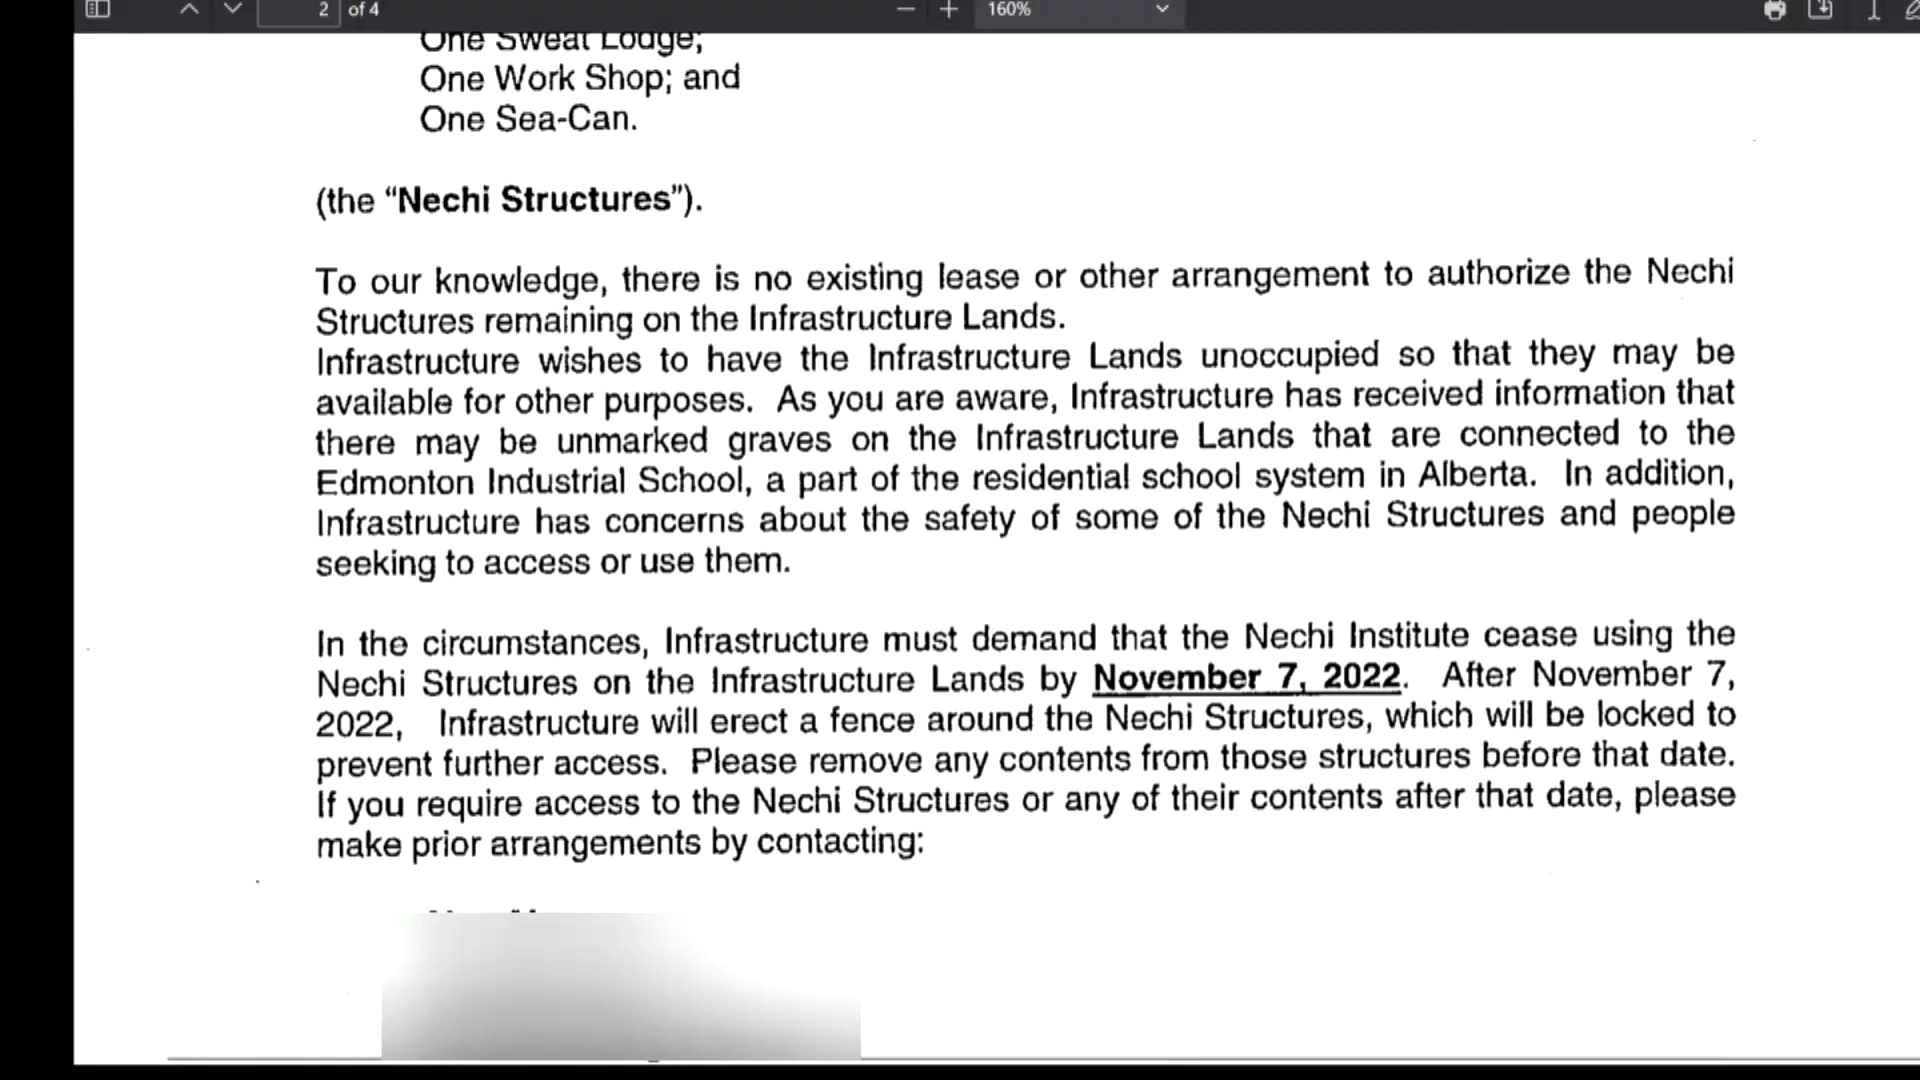 2 of 4 160%
One Sweat Lodge;
One Work Shop; and
One Sea-Can.
(the “Nechi Structures”).
To our knowledge, there is no existing lease or other arrangement to authorize the Nechi
Structures remaining on the Infrastructure Lands.
Infrastructure wishes to have the Infrastructure Lands unoccupied so that they may be
available for other purposes. As you are aware, Infrastructure has received information that
there may be unmarked graves on the Infrastructure Lands that are connected to the
Edmonton Industrial School, a part of the residential school system in Alberta. In addition,
Infrastructure has concerns about the safety of some of the Nechi Structures and people
seeking to access or use them.
In the circumstances, Infrastructure must demand that the Nechi Institute cease using the
Nechi Structures on the Infrastructure Lands by November 7, 2022. After November 7,
2022, Infrastructure will erect a fence around the Nechi Structures, which will be locked to
prevent further access. Please remove any contents from those structures before that date.
If you require access to the Nechi Structures or any of their contents after that date, please
make prior arrangements by contacting: